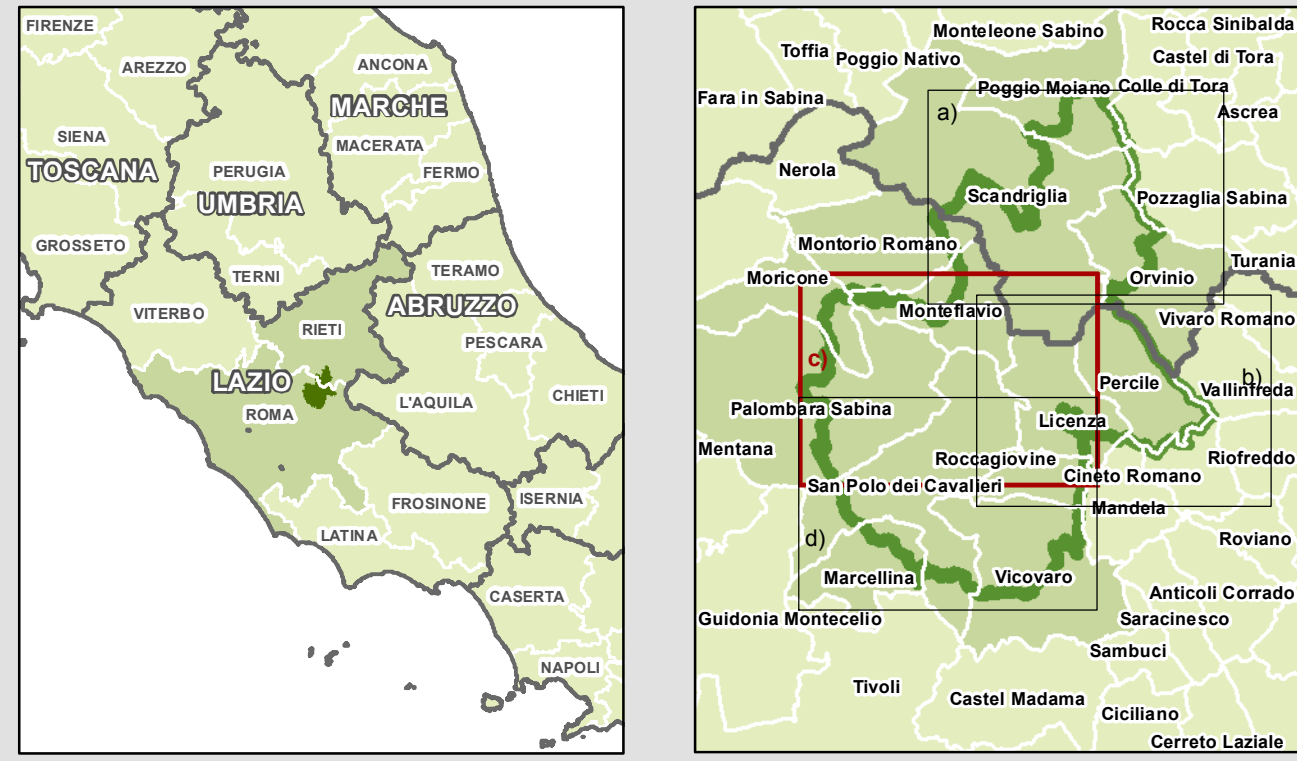 FIRENZE
AREZZO
ANCONA
MARCHE
SIENA
MACERATA
TOSCANA
PERUGIA
FERMO
UMBRIA
GROSSETO
TERNI
TERAMO
VITERBO
ABRUZZO
RIETI
PESCARA
LAZIO
L'AQUILA
CHIETI
ROMA
FROSINONE
ISERNIA
LATINA
CASERTA
NAPOLI
Monteleone Sabino
Rocca Sinibalda
Toffia
Poggio Nativo
Castel di Tora
Poggio Moiano
Colle di Tora
Fara in Sabina
a)
Ascrea
Nerola
Scandriglia
Pozzaglia Sabina
Montorio Romano
Turania
Moricone
Orvinio
Monteflavio
Vivaro Romano
c)
Percile
b)
Vallinfreda
Palombara Sabina
Licenza
Mentana
Roccagiovine
Riofreddo
Cineto Romano
San Polo dei Cavalieri
Mandela
d)
Roviano
Marcellina
Vicovaro
Anticoli Corrado
Guidonia Montecelio
Saracinesco
Sambuci
Tivoli
Castel Madama
Ciciliano
Cerreto Laziale